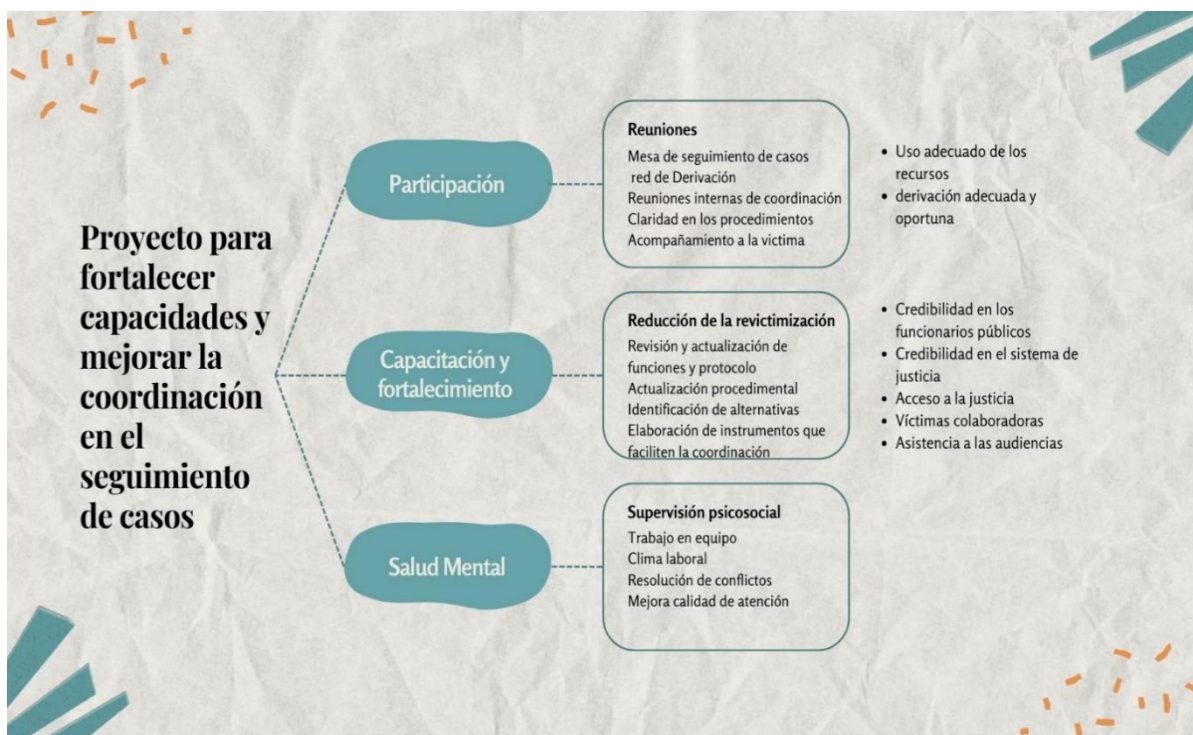 Proyecto para
fortalecer
capacidades y
mejorar la
coordinación
en el
seguimiento
de casos
Participación
Reuniones
Mesa de seguimiento de casos
red de Derivación
Reuniones internas de coordinación
Claridad en los procedimientos
Acompañamiento a la victima
• Uso adecuado de los
recursos
• derivación adecuada y
oportuna
Capacitación y
fortalecimiento
Reducción de la revictimización
Revisión y actualización de
funciones y protocolo
Actualización procedimental
Identificación de alternativas
Elaboración de instrumentos que
faciliten la coordinación
• Credibilidad en los
funcionarios públicos
• Credibilidad en el sistema de
justicia
• Acceso a la justicia
• Víctimas colaboradoras
• Asistencia a las audiencias
Salud Mental
Supervisión psicosocial
Trabajo en equipo
Clima laboral
Resolución de conflictos
Mejora calidad de atención